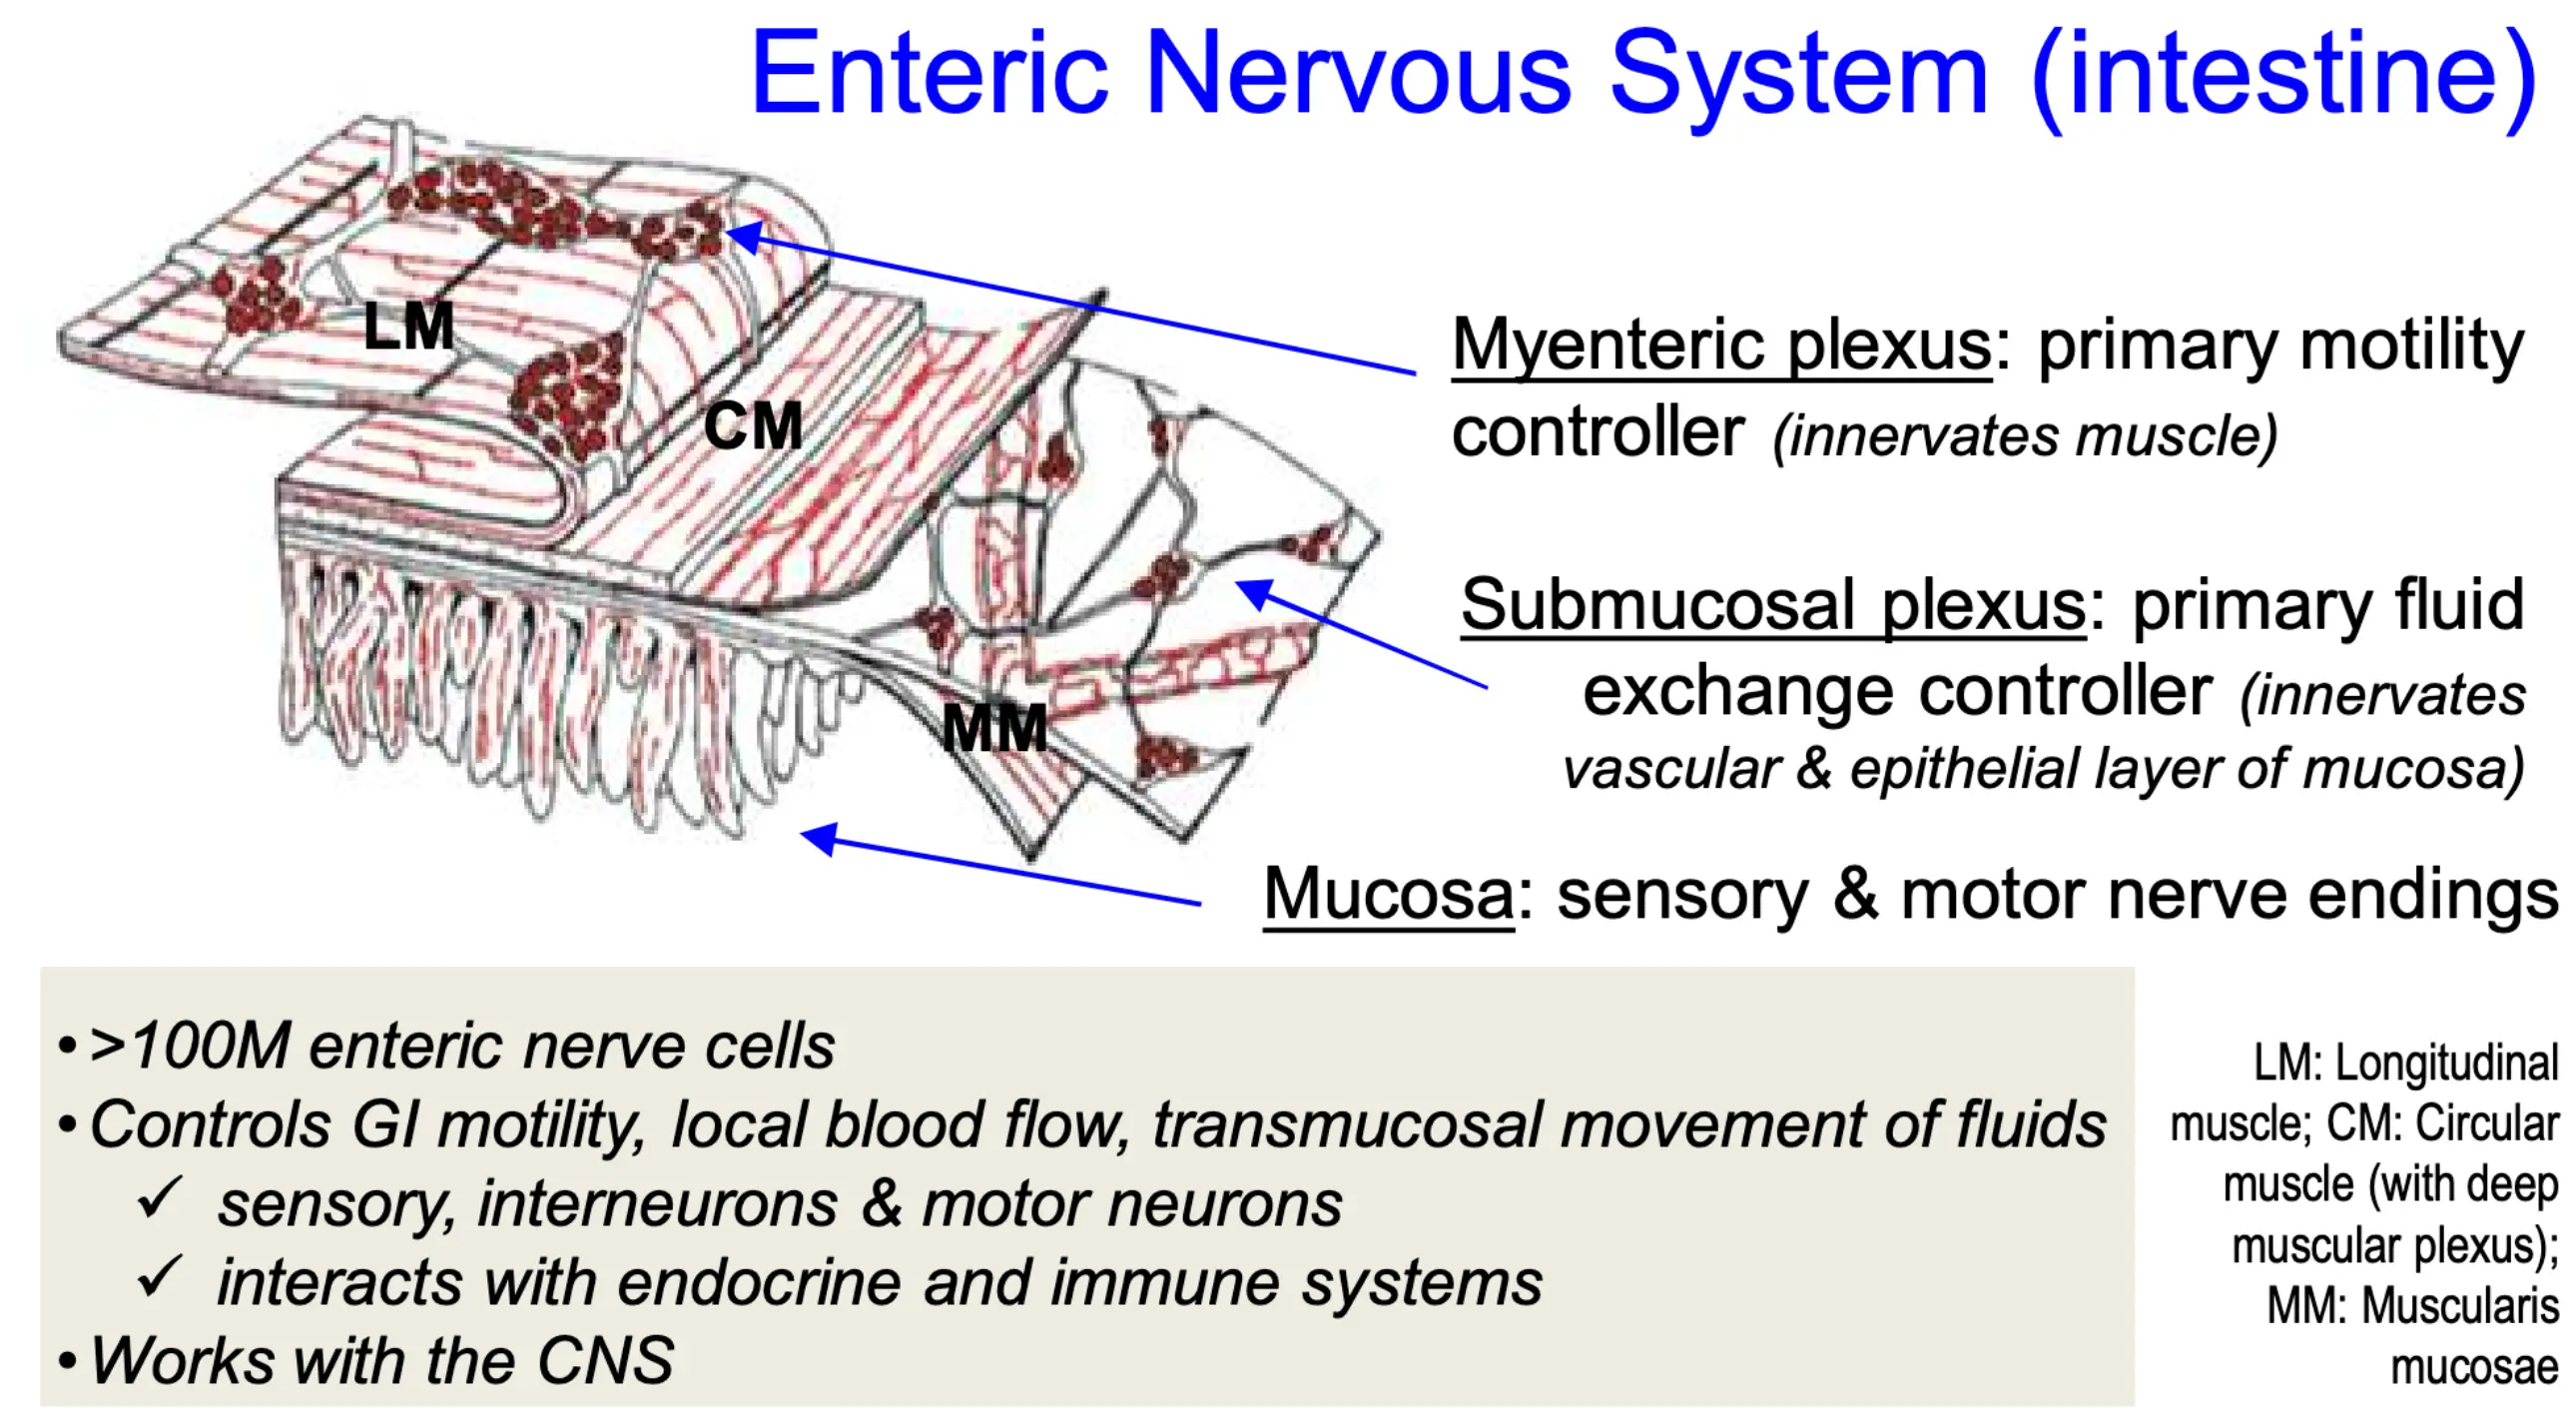 Enteric Nervous System (intestine)
LM
CM
MM
Myenteric plexus: primary motility
controller (innervates muscle)
Submucosal plexus: primary fluid
exchange controller (innervates
vascular & epithelial layer of mucosa)
Mucosa: sensory & motor nerve endings
•>100M enteric nerve cells
•Controls GI motility, local blood flow, transmucosal movement of fluids
✓ sensory, interneurons & motor neurons
✓ interacts with endocrine and immune systems
•Works with the CNS
LM: Longitudinal
muscle; CM: Circular
muscle (with deep
muscular plexus);
MM: Muscularis
mucosae